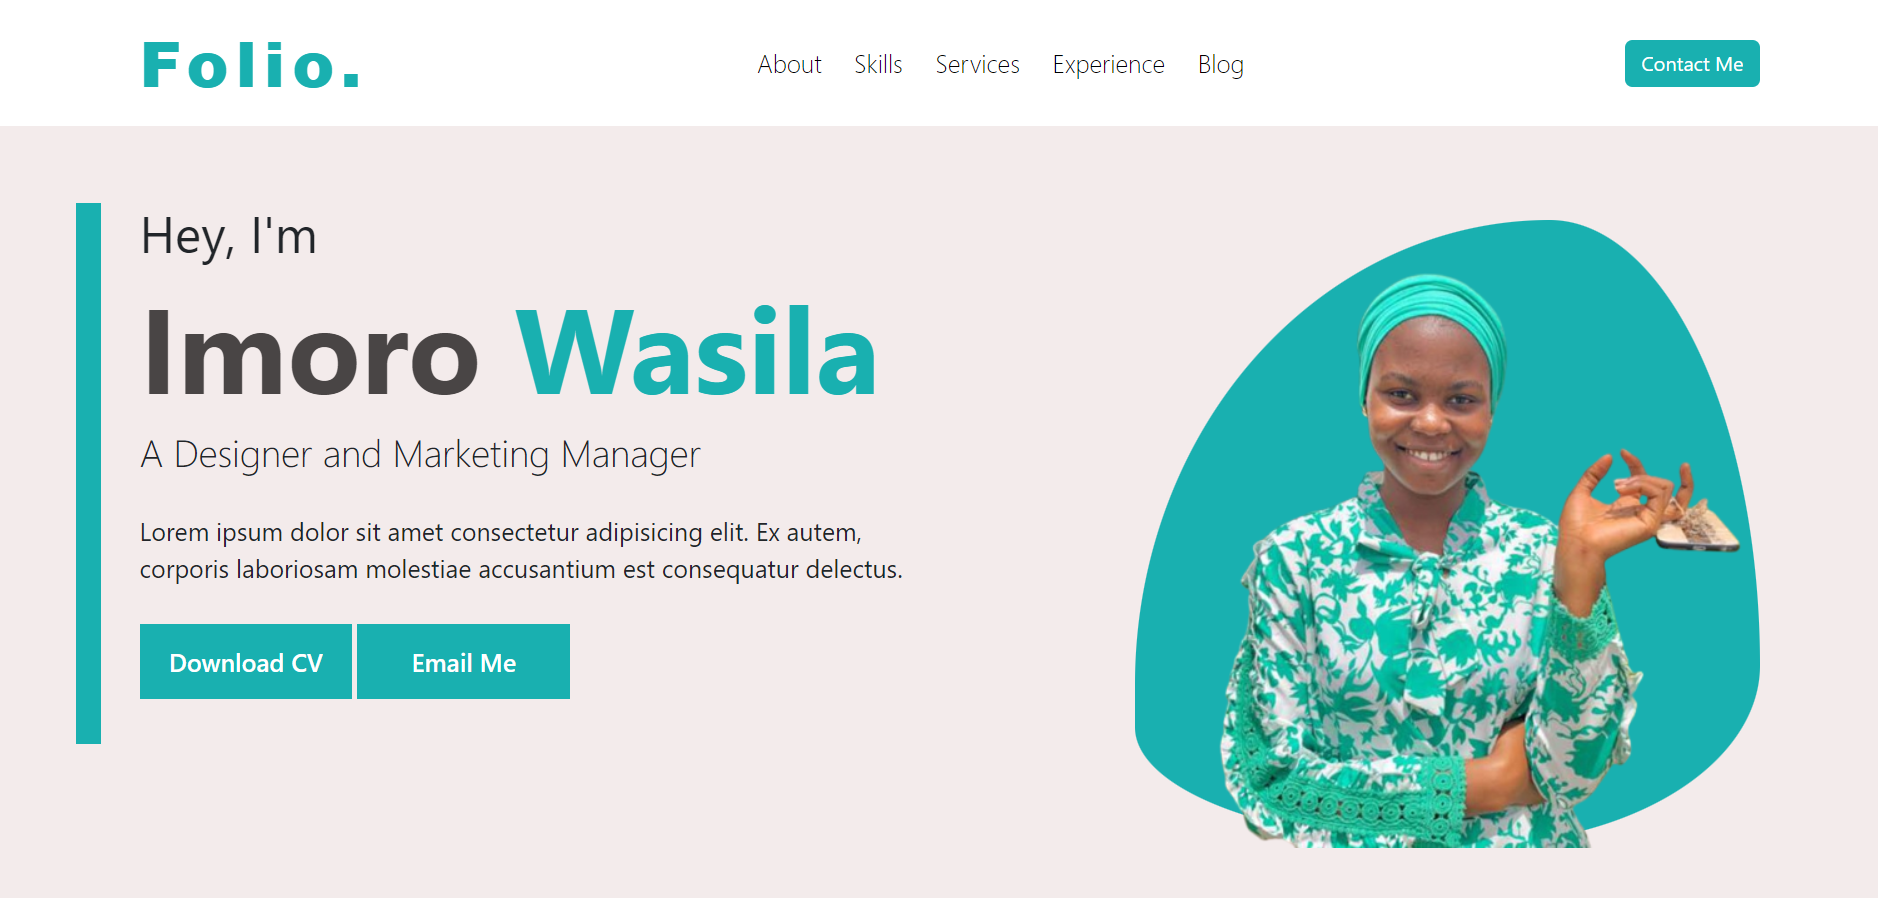 Folio.
About Skills Services Experience Blog
Contact Me
Hey, I'm
Imoro Wasila
A Designer and Marketing Manager
Lorem ipsum dolor sit amet consectetur adipisicing elit. Ex autem,
corporis laboriosam molestiae accusantium est consequatur delectus.
Download CV Email Me